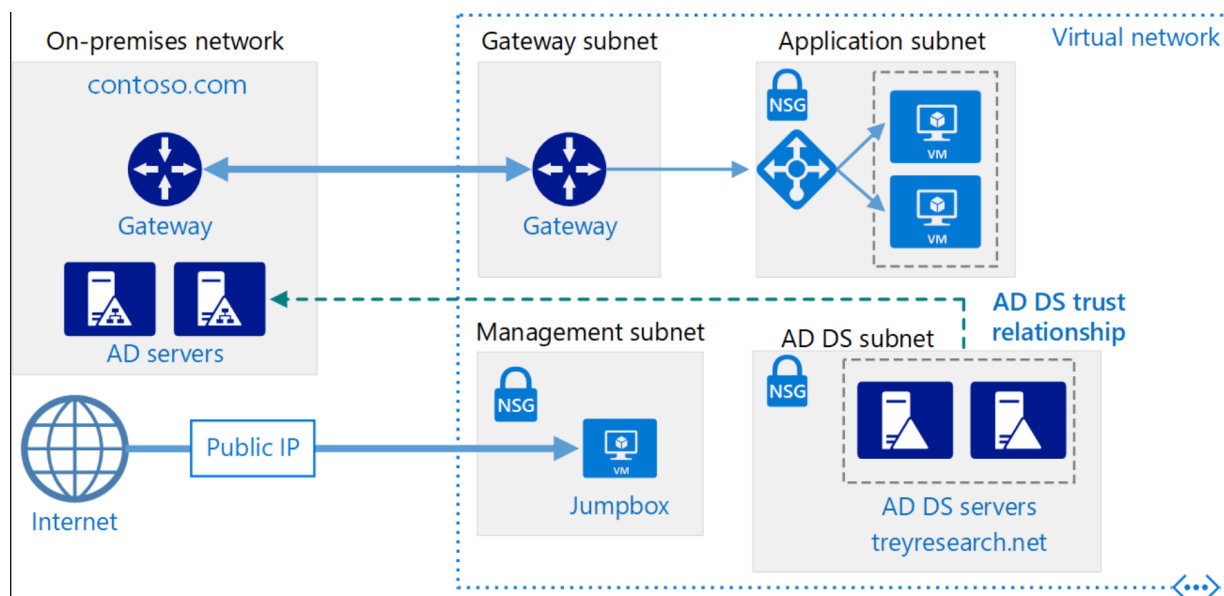 On-premises network
contoso.com
Gateway
AD servers
Internet
Public IP
Virtual network
Gateway subnet
Gateway
Application subnet
NSG
VM
VM
AD DS trust
relationship
Management subnet
NSG
VM
Jumpbox
AD DS subnet
NSG
AD DS servers
treyresearch.net